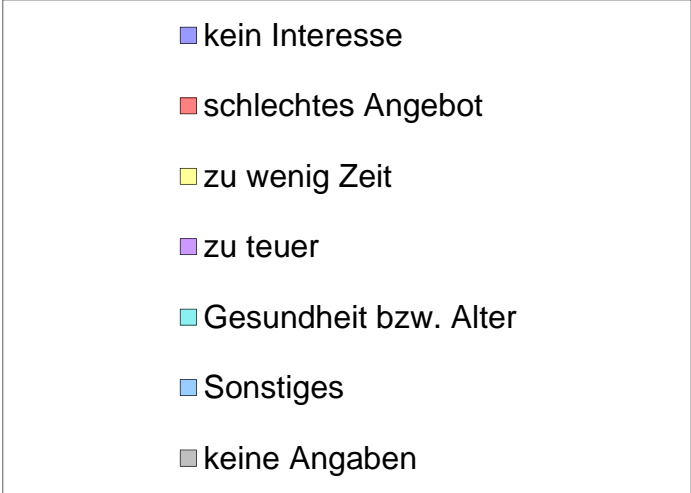 kein Interesse
schlechtes Angebot
zu wenig Zeit
zu teuer
Gesundheit bzw. Alter
Sonstiges
keine Angaben